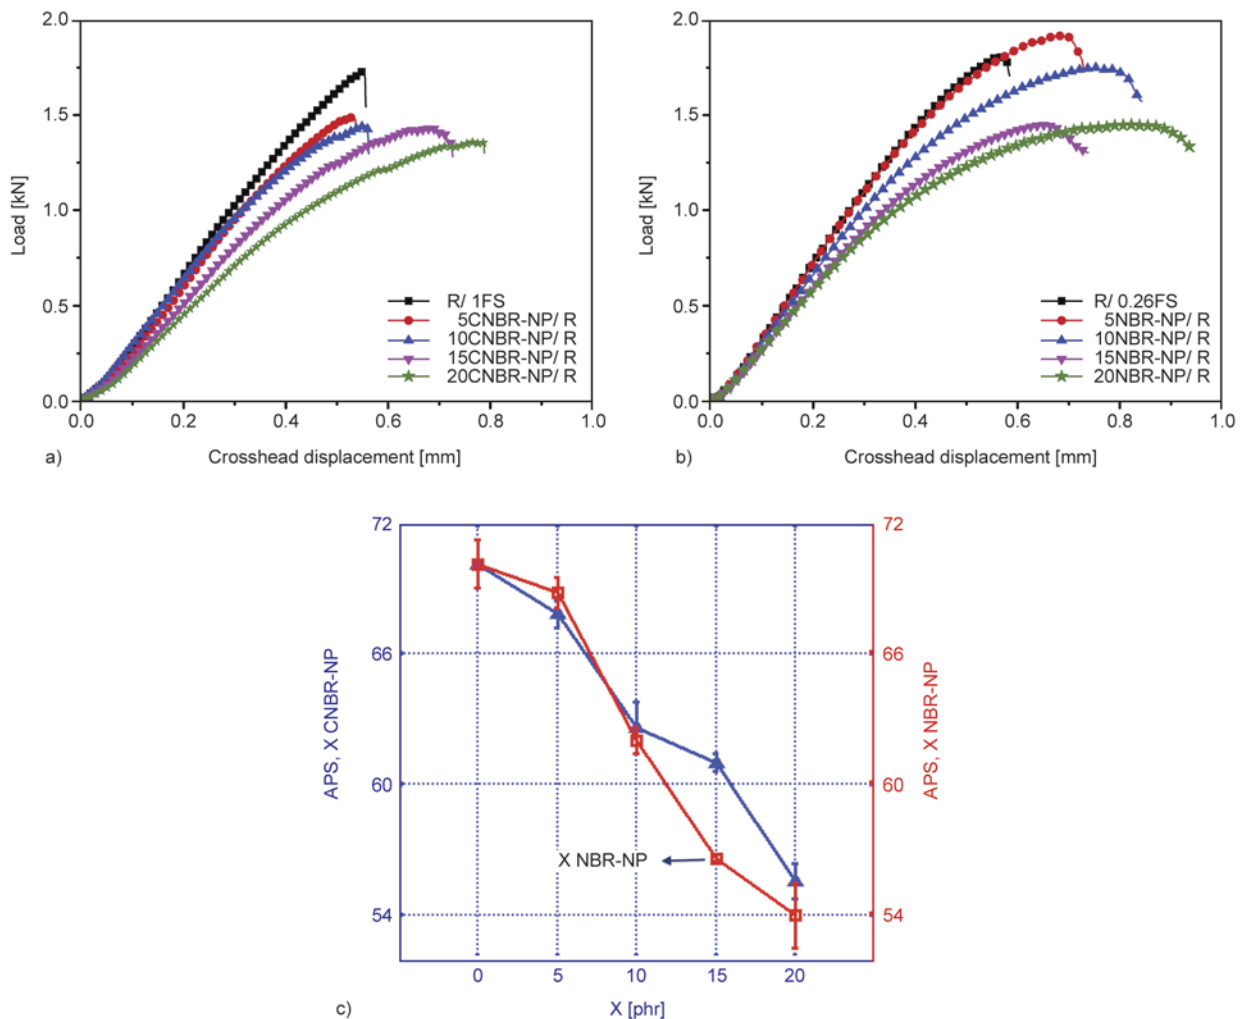 2.0
1.5
1.0
0.5
0.0
Load [kN]
R/ 1FS
5CNBR-NP/ R
10CNBR-NP/ R
15CNBR-NP/ R
20CNBR-NP/ R
0.0 0.2 0.4 0.6 0.8 1.0
a) Crosshead displacement [mm]
2.0
1.5
1.0
0.5
0.0
Load [kN]
R/ 0.26FS
5NBR-NP/ R
10NBR-NP/ R
15NBR-NP/ R
20NBR-NP/ R
0.0 0.2 0.4 0.6 0.8 1.0
b) Crosshead displacement [mm]
72
66
60
54
APS, X CNBR-NP
X NBR-NP
72
66
60
54
APS, X NBR-NP
0 5 10 15 20
c) X [phr]